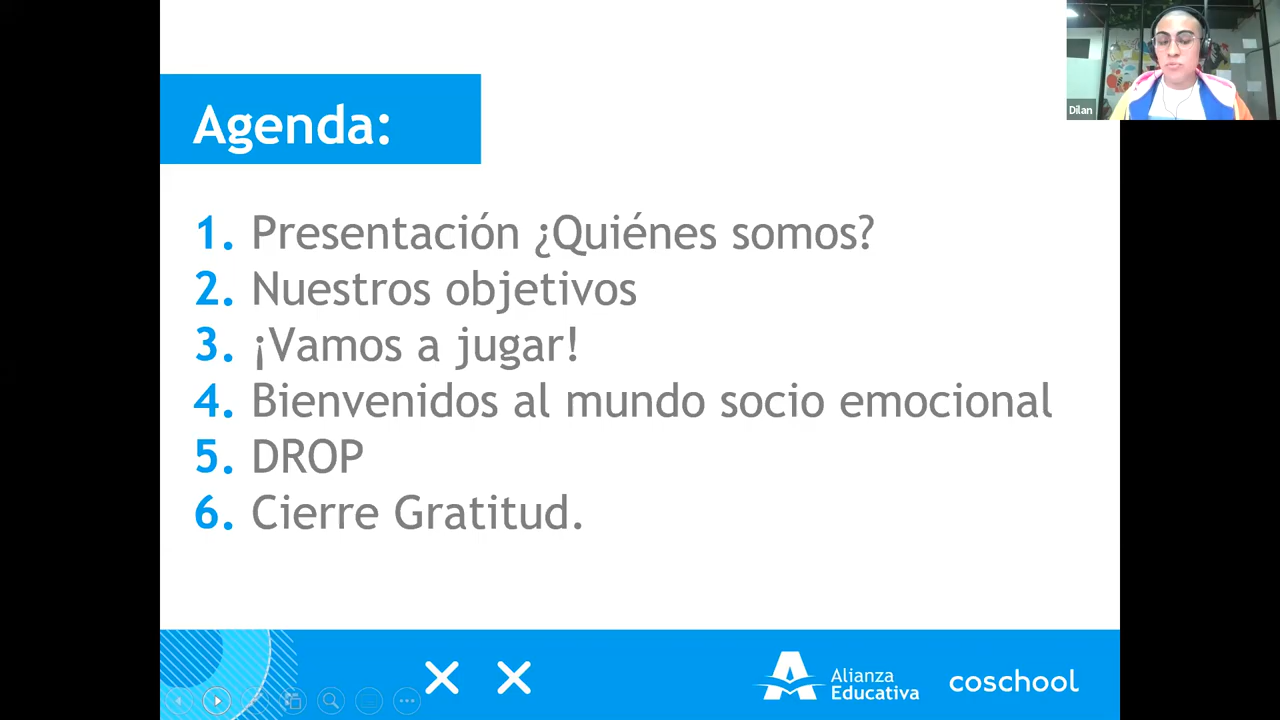 Agenda:
1. Presentación ¿Quiénes somos?
2. Nuestros objetivos
3. ¡Vamos a jugar!
4. Bienvenidos al mundo socio emocional
5. DROP
6. Cierre Gratitud.
Alianza
Educativa
coschool
Dilan